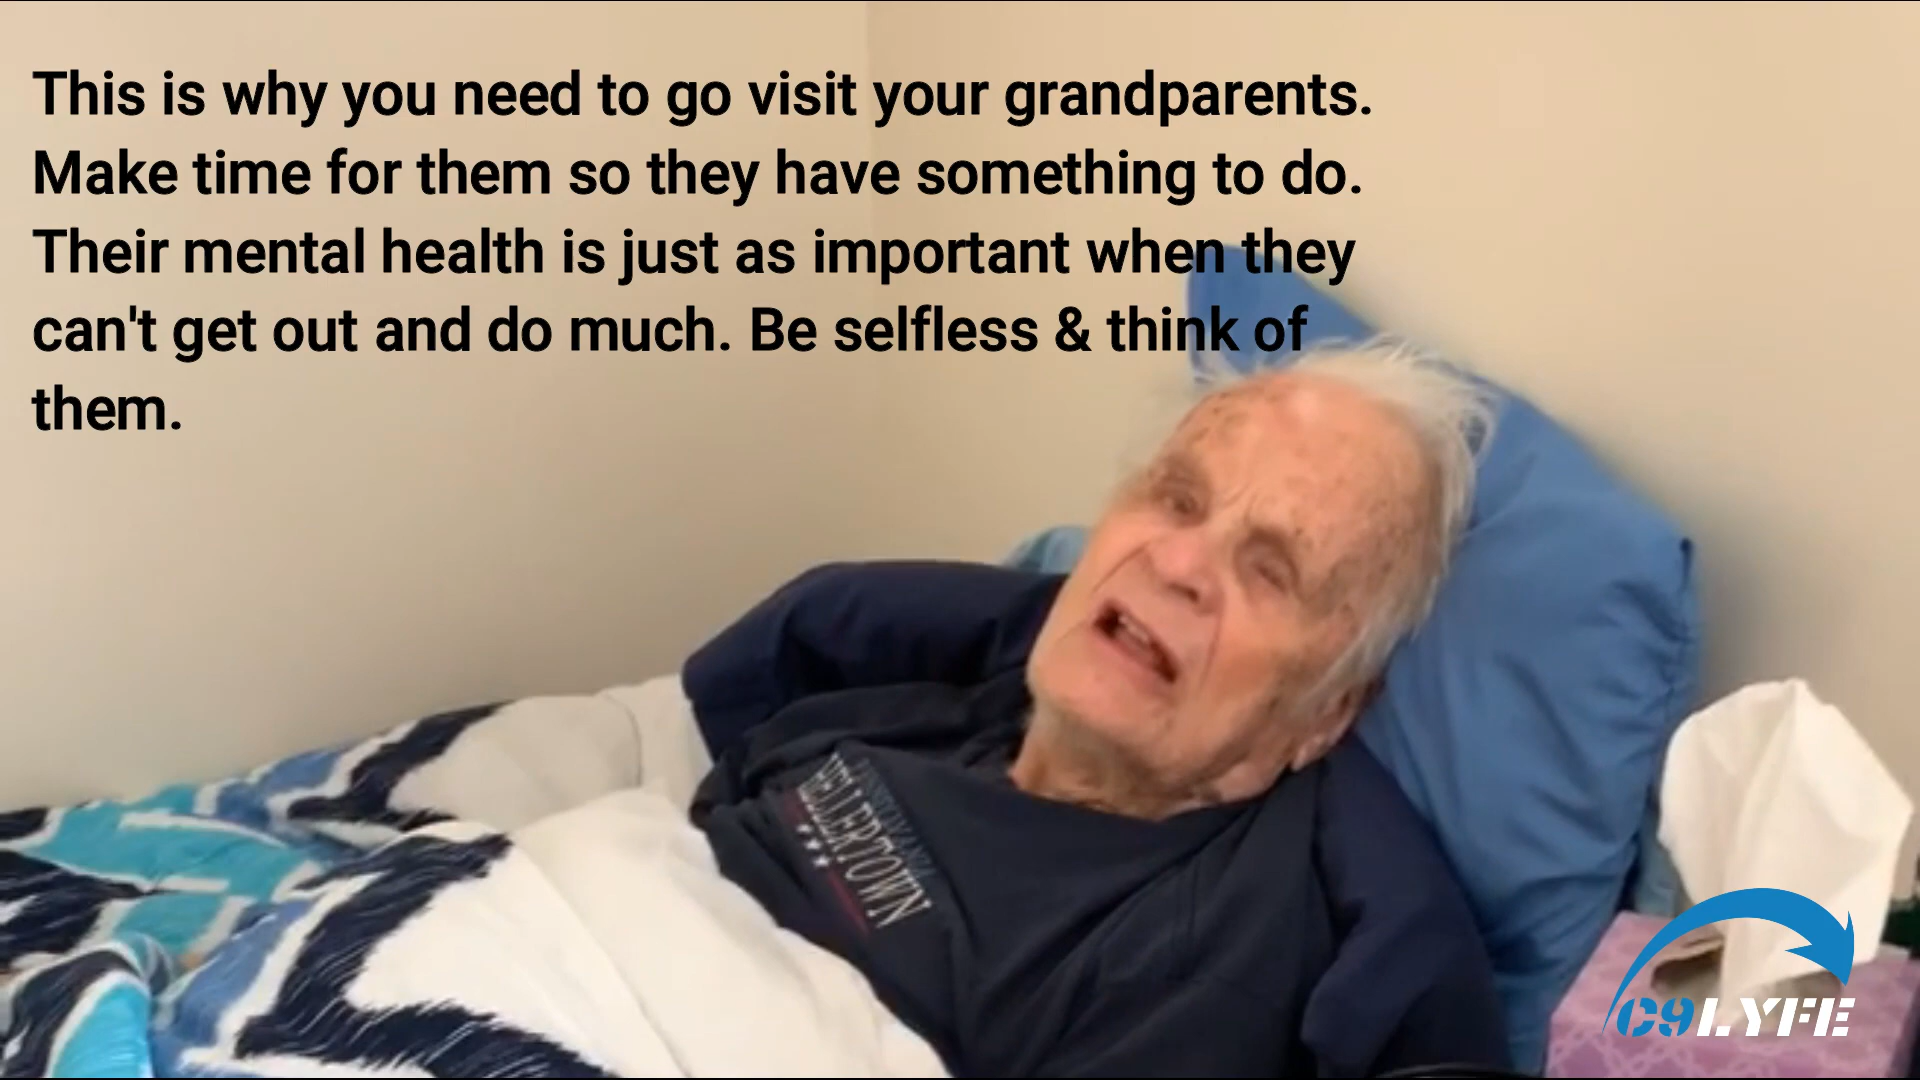 This is why you need to go visit your grandparents.
Make time for them so they have something to do.
Their mental health is just as important when they
can't get out and do much. Be selfless & think of
them.
HELLERTOWN
C9LYFE